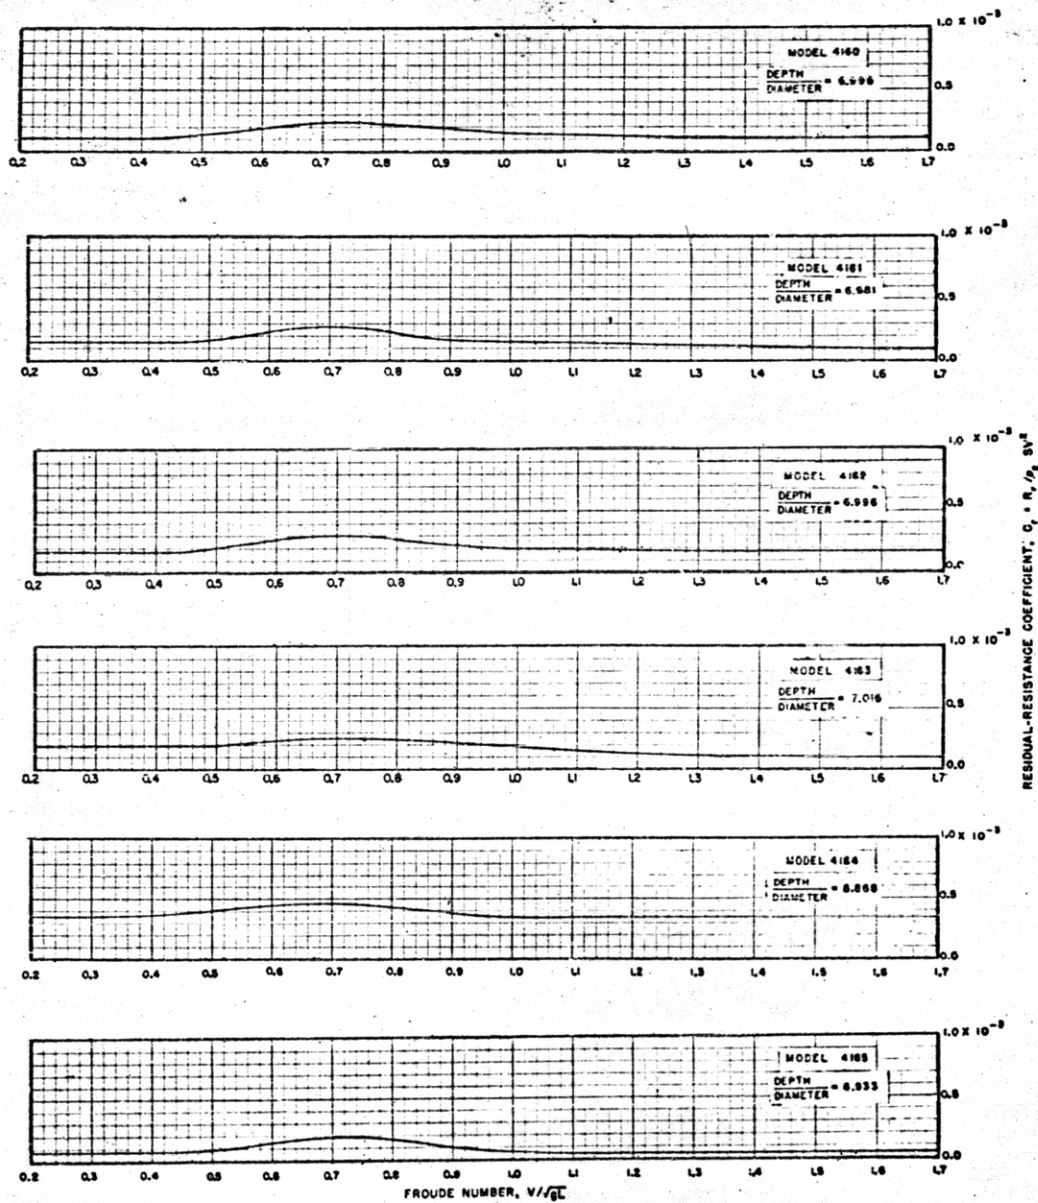 1.0 X 10⁻³
MODEL 4160
DEPTH
DIAMETER = 6.996
0.5
0.0
0.2 0.3 0.4 0.5 0.6 0.7 0.8 0.9 1.0 1.1 1.2 1.3 1.4 1.5 1.6 1.7
1.0 X 10⁻³
MODEL 4161
DEPTH
DIAMETER = 6.981
0.5
0.0
0.2 0.3 0.4 0.5 0.6 0.7 0.8 0.9 1.0 1.1 1.2 1.3 1.4 1.5 1.6 1.7
1.0 X 10⁻³
MODEL 4162
DEPTH
DIAMETER = 6.996
0.5
0.0
0.2 0.3 0.4 0.5 0.6 0.7 0.8 0.9 1.0 1.1 1.2 1.3 1.4 1.5 1.6 1.7
1.0 X 10⁻³
MODEL 4163
DEPTH
DIAMETER = 7.016
0.5
0.0
0.2 0.3 0.4 0.5 0.6 0.7 0.8 0.9 1.0 1.1 1.2 1.3 1.4 1.5 1.6 1.7
1.0 X 10⁻³
MODEL 4164
DEPTH
DIAMETER =
0.5
0.0
0.2 0.3 0.4 0.5 0.6 0.7 0.8 0.9 1.0 1.1 1.2 1.3 1.4 1.5 1.6 1.7
1.0 X 10⁻³
MODEL 4165
DEPTH
DIAMETER = 6.933
0.5
0.0
0.2 0.3 0.4 0.5 0.6 0.7 0.8 0.9 1.0 1.1 1.2 1.3 1.4 1.5 1.6 1.7
FROUDE NUMBER, V/√gL
RESIDUAL-RESISTANCE COEFFICIENT, Cᵣ = Rᵣ SV²